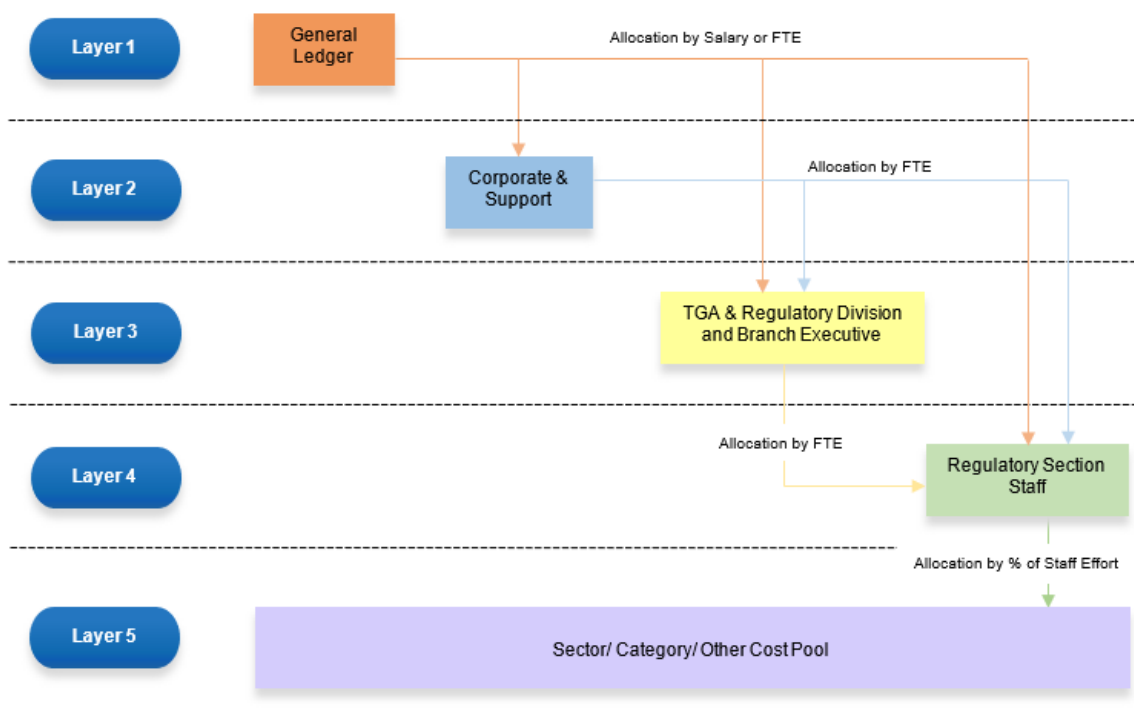 Layer 1
General
Ledger
Allocation by Salary or FTE
Layer 2
Corporate &
Support
Allocation by FTE
Layer 3
TGA & Regulatory Division
and Branch Executive
Layer 4
Allocation by FTE
Regulatory Section
Staff
Allocation by % of Staff Effort
Layer 5
Sector/ Category/ Other Cost Pool